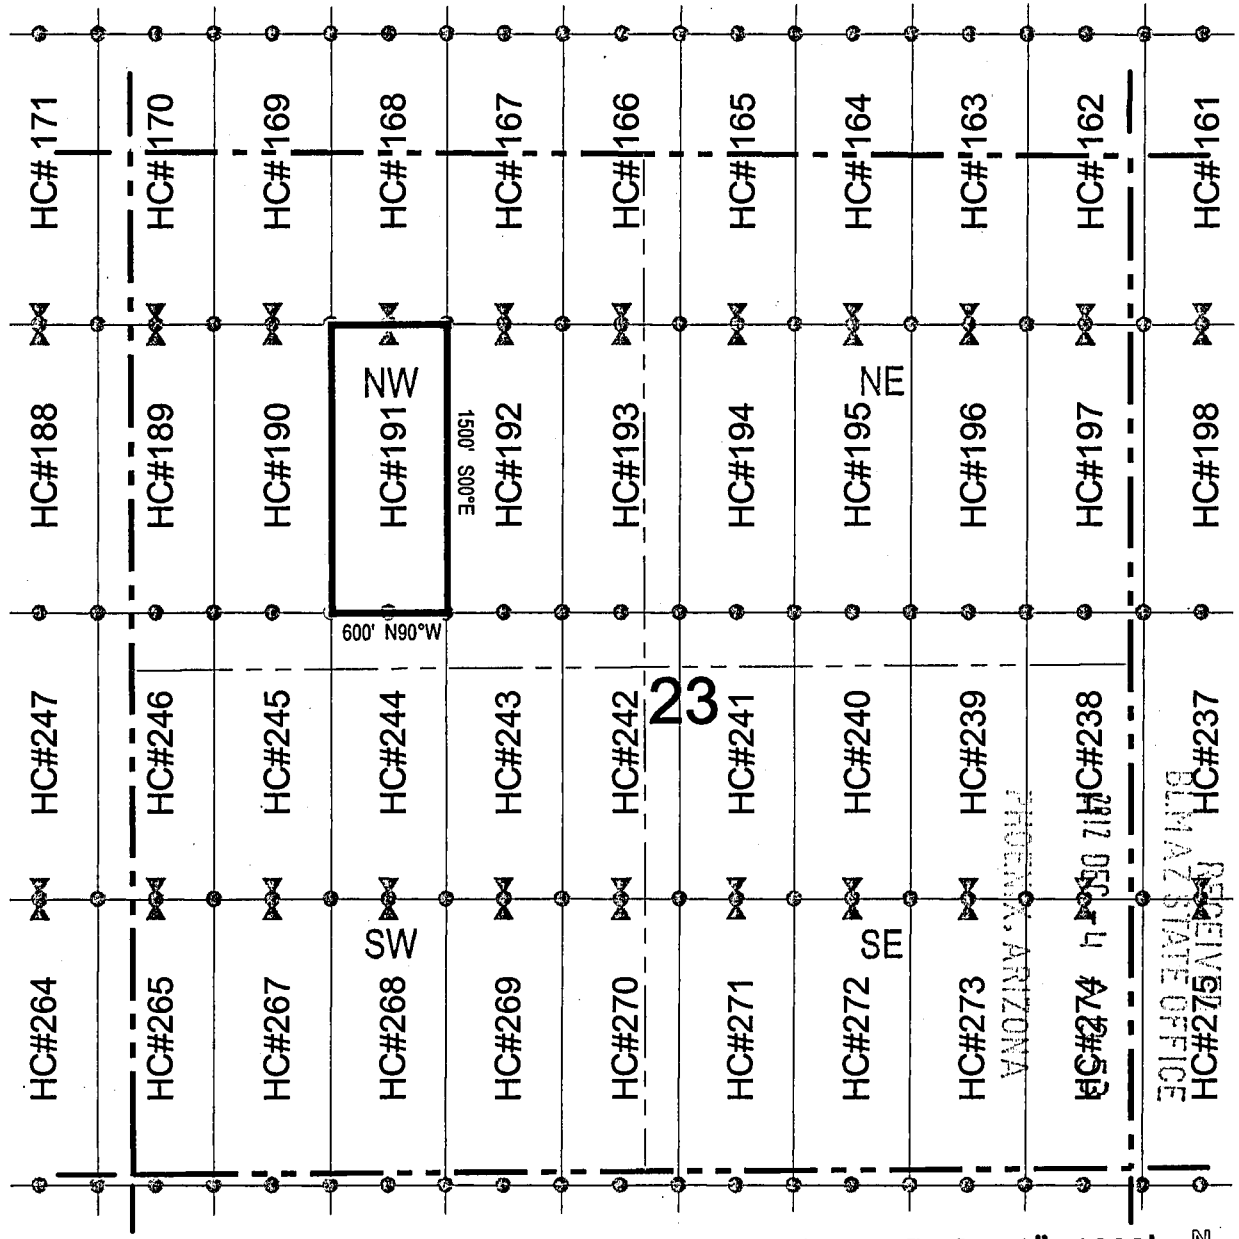 HC# 171 HC# 170 HC# 169 HC# 168 HC# 167 HC# 166 HC# 165 HC# 164 HC# 163 HC# 162 HC# 161
NW NE
HC#188 HC#189 HC#190 HC#191 HC#192 HC#193 HC#194 HC#195 HC#196 HC#197 HC#198
1500' S00°E
600' N90°W
23
HC#247 HC#246 HC#245 HC#244 HC#243 HC#242 HC#241 HC#240 HC#239 HC#238 HC#237
SW SE
HC#264 HC#265 HC#267 HC#268 HC#269 HC#270 HC#271 HC#272 HC#273 HC#274 HC#275
RECEIVED
BLM AZ STATE OFFICE
DEC -4
PHOENIX, ARIZONA
N